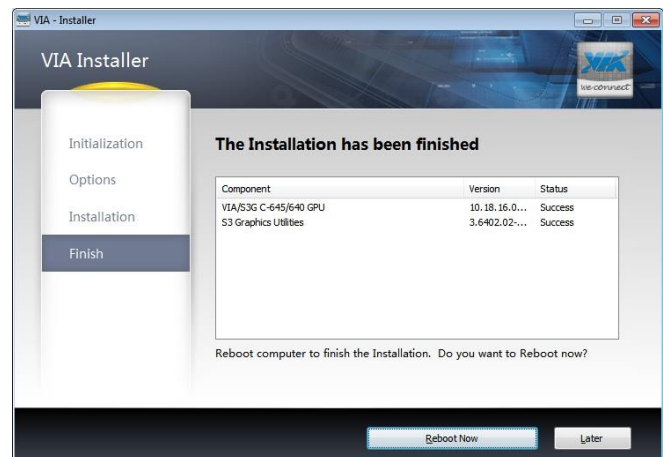 VIA - Installer
VIA Installer
VIA
we connect
Initialization
Options
Installation
Finish
The Installation has been finished
Component Version Status
VIA/S3G C-645/640 GPU 10.18.16.0... Success
S3 Graphics Utilities 3.6402.02-... Success
Reboot computer to finish the Installation. Do you want to Reboot now?
Reboot Now Later